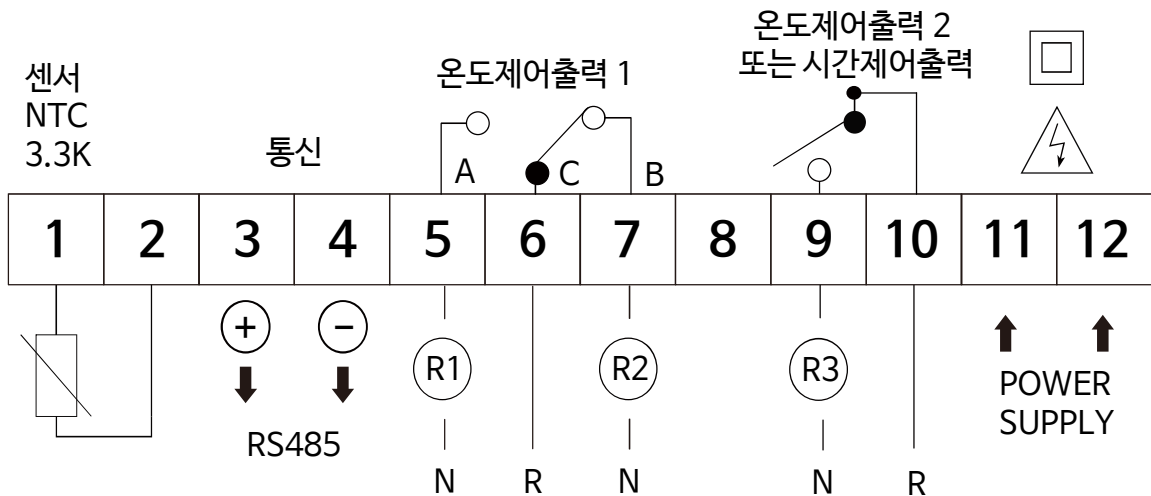 센서
NTC
3.3K
통신
온도제어출력 1
온도제어출력 2
또는 시간제어출력
A
C
B
1 2 3 4 5 6 7 8 9 10 11 12
+ −
RS485
R1 R2 R3
POWER
SUPPLY
N R N N R